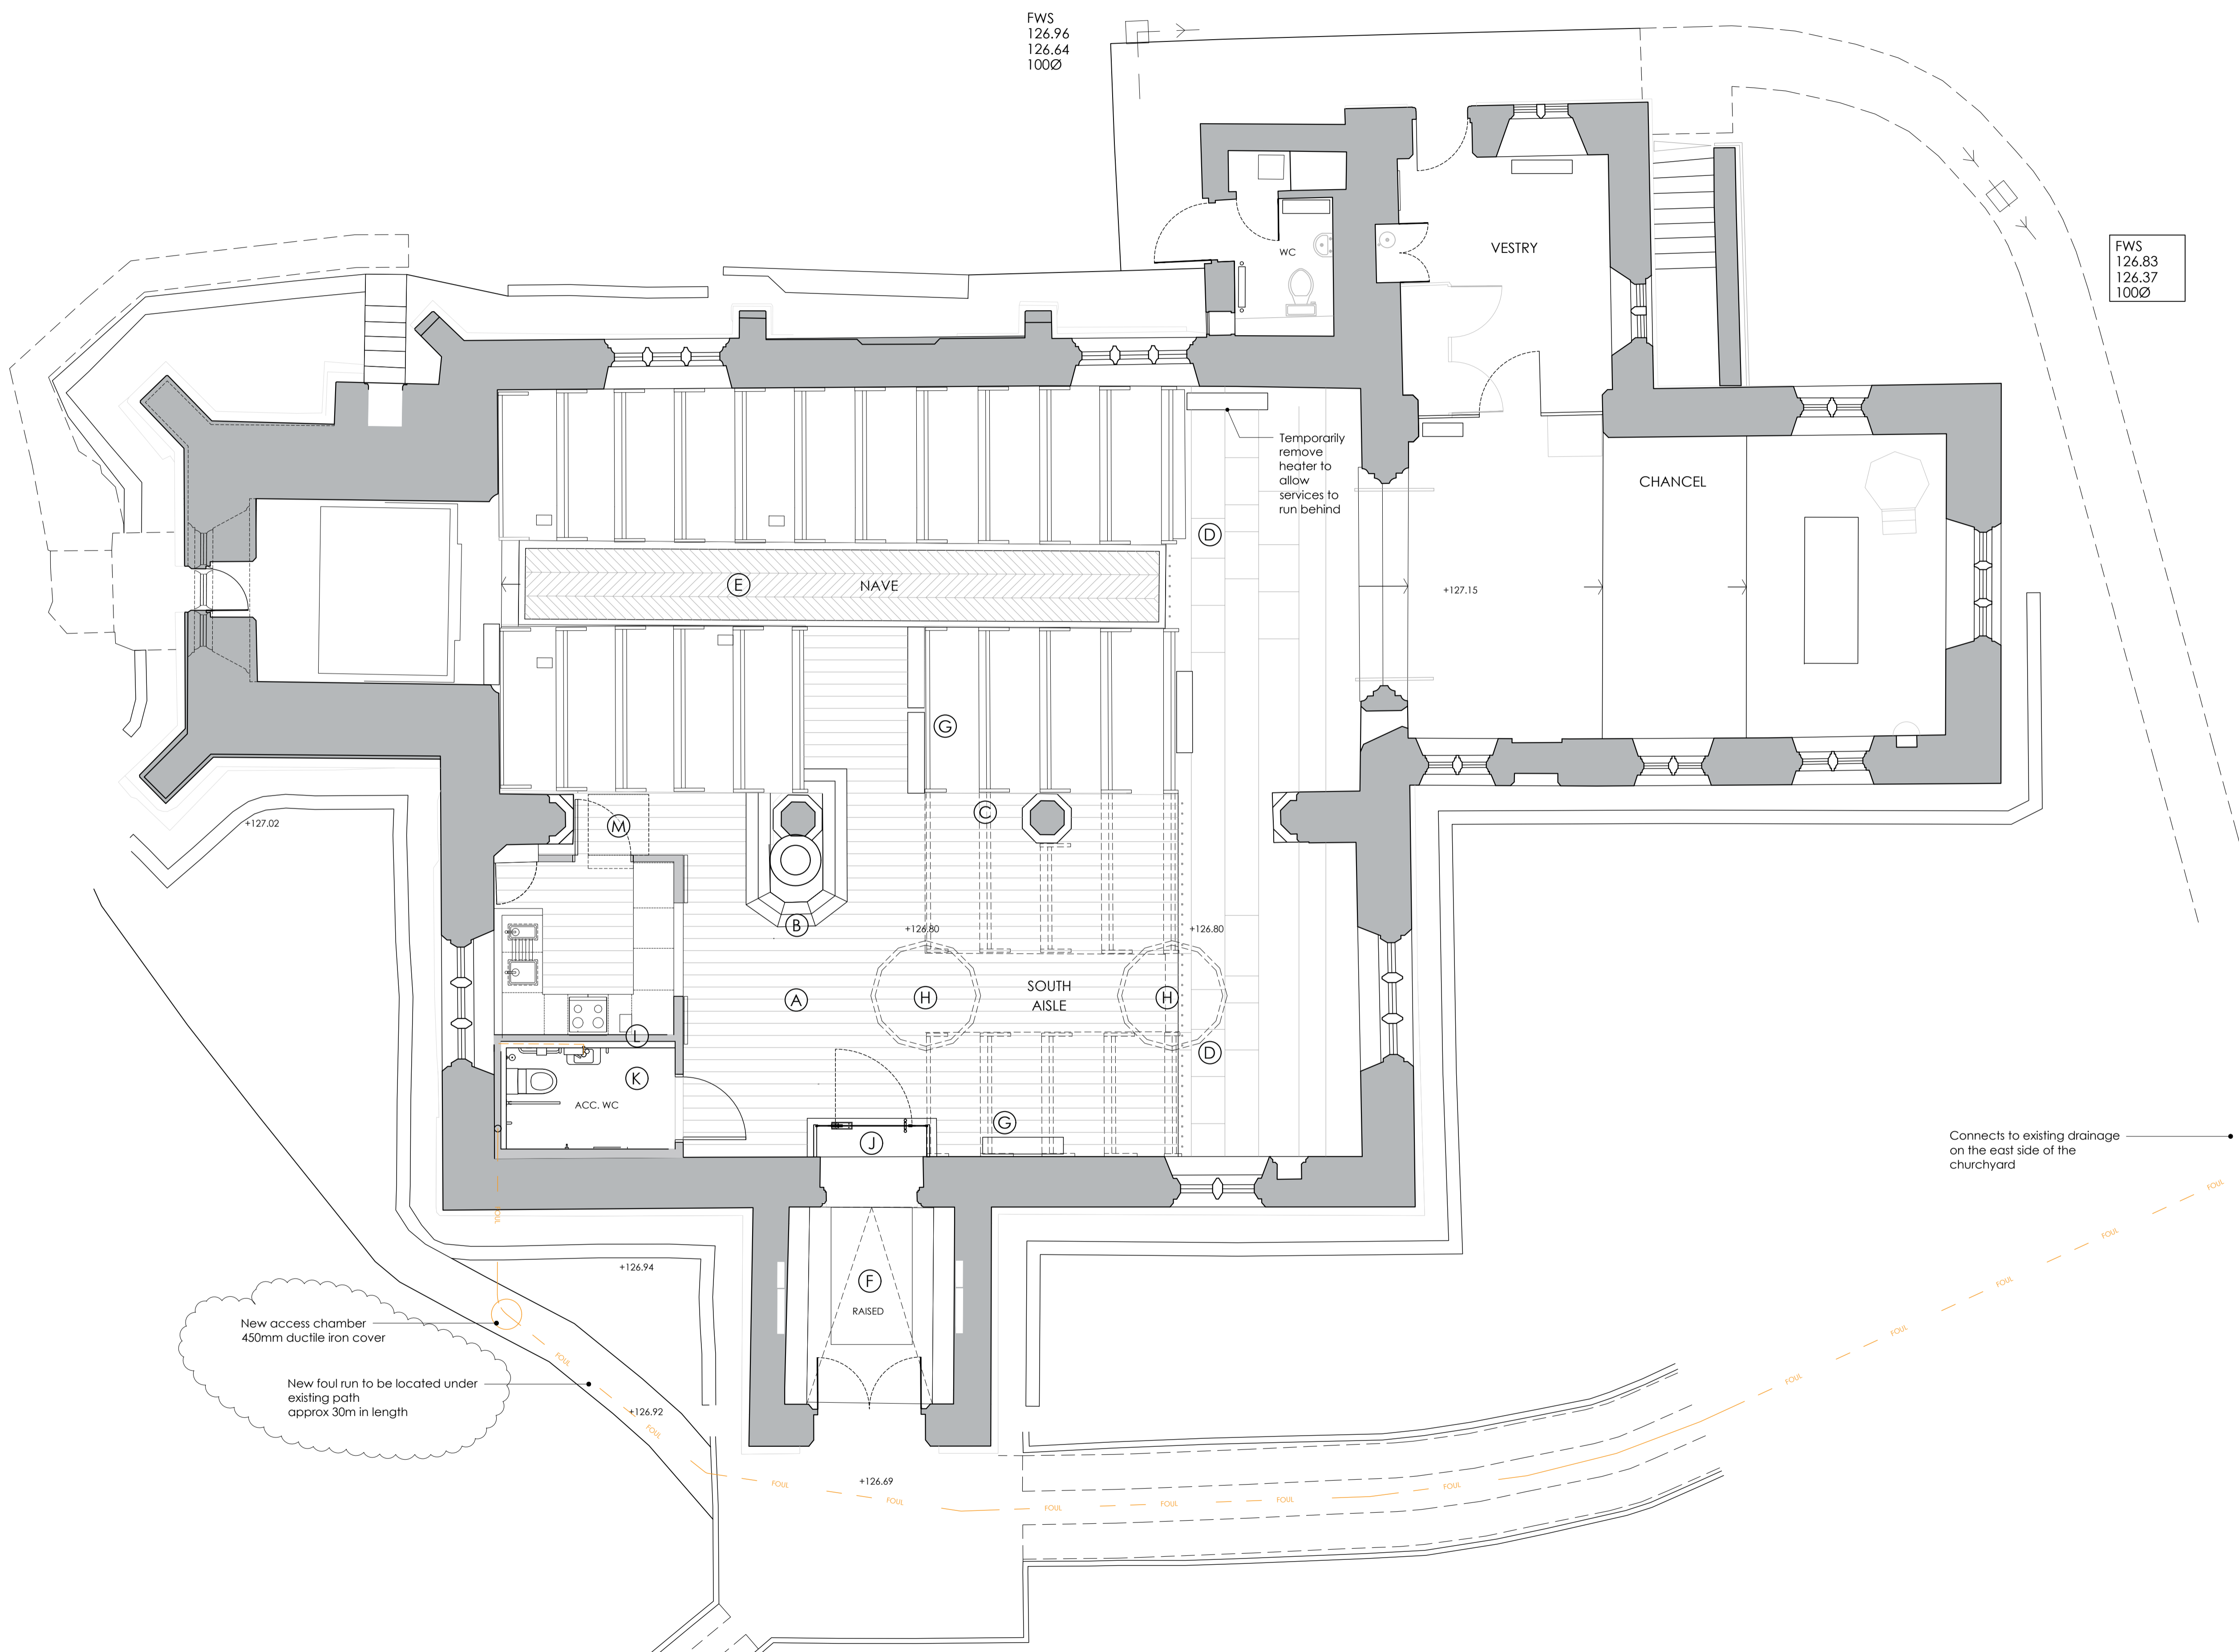 FWS
126.96
126.64
100Ø
WC
VESTRY
FWS
126.83
126.37
100Ø
Temporarily
remove
heater to
allow
services to
run behind
CHANCEL
D
E
NAVE
+127.15
G
C
M
+127.02
B
+126.80
+126.80
SOUTH
AISLE
A
H
H
L
D
K
ACC. WC
G
J
Connects to existing drainage
on the east side of the
churchyard
FOUL
FOUL
FOUL
+126.94
F
RAISED
FOUL
New access chamber
450mm ductile iron cover
FOUL
FOUL
FOUL
New foul run to be located under
existing path
approx 30m in length
+126.92
FOUL
+126.69
FOUL
FOUL
FOUL
FOUL
FOUL
FOUL